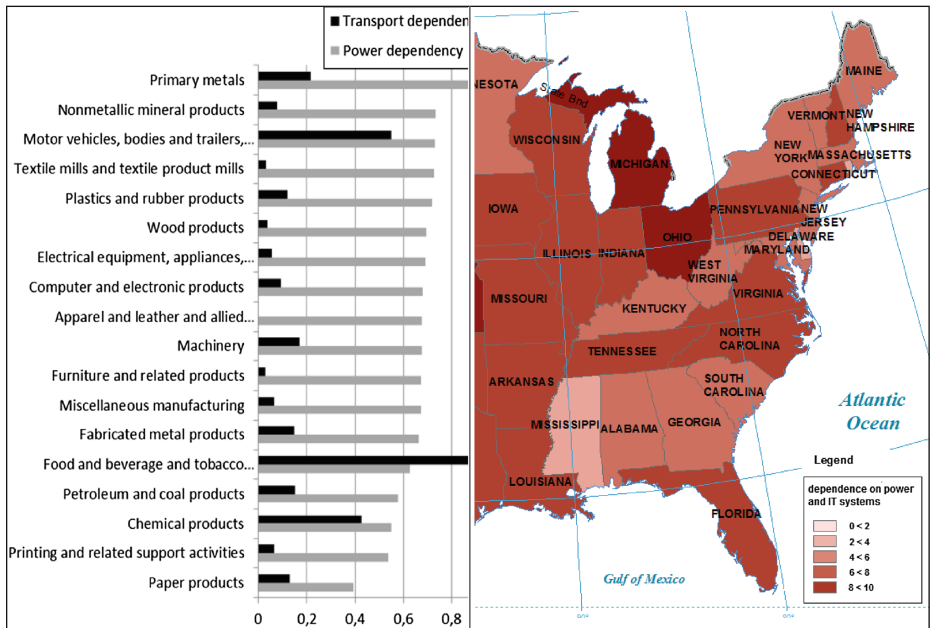 Transport depender
Power dependency
Primary metals
Nonmetallic mineral products
Motor vehicles, bodies and trailers,...
Textile mills and textile product mills
Plastics and rubber products
Wood products
Electrical equipment, appliances,...
Computer and electronic products
Apparel and leather and allied...
Machinery
Furniture and related products
Miscellaneous manufacturing
Fabricated metal products
Food and beverage and tobacco...
Petroleum and coal products
Chemical products
Printing and related support activities
Paper products
0 0,2 0,4 0,6 0,8
NESOTA
State Bnd
MAINE
WISCONSIN
VERMONT
NEW
HAMPSHIRE
MICHIGAN
NEW
YORK
MASSACHUSETTS
CONNECTICUT
IOWA
PENNSYLVANIA
NEW
JERSEY
OHIO
DELAWARE
ILLINOIS
INDIANA
MARYLAND
WEST
VIRGINIA
MISSOURI
VIRGINIA
KENTUCKY
NORTH
CAROLINA
TENNESSEE
ARKANSAS
SOUTH
CAROLINA
MISSISSIPPI
ALABAMA
GEORGIA
Atlantic
Ocean
LOUISIANA
FLORIDA
Gulf of Mexico
Legend
dependence on power
and IT systems
0 < 2
2 < 4
4 < 6
6 < 8
8 < 10